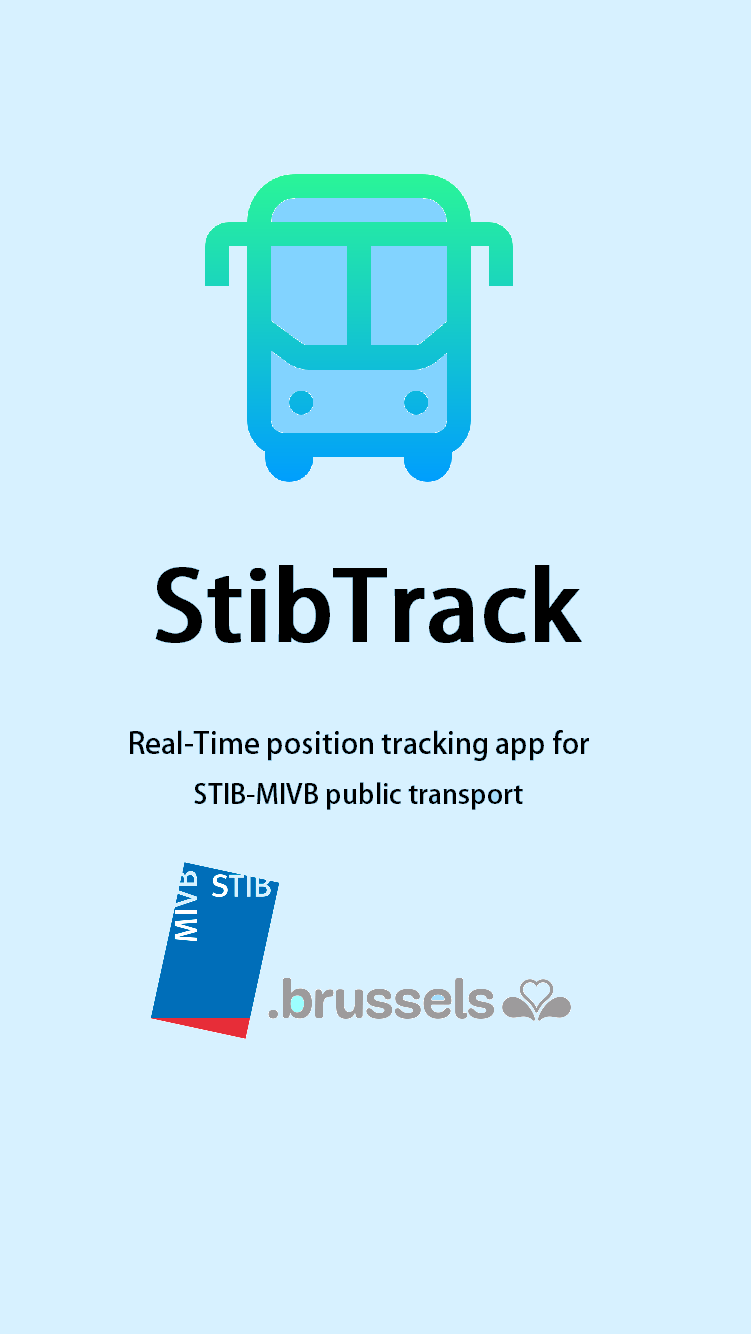 StibTrack
Real-Time position tracking app for
STIB-MIVB public transport
MIVB
STIB
.brussels